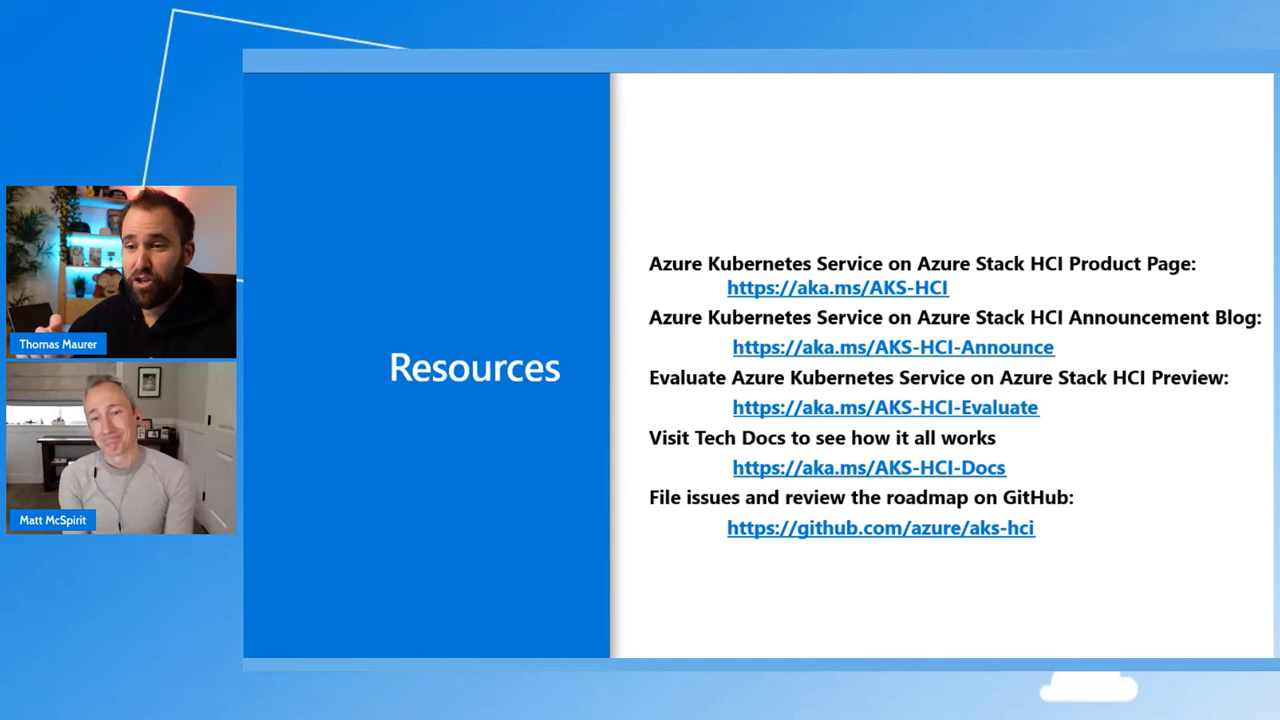 Thomas Maurer
Matt McSpirit
Resources
Azure Kubernetes Service on Azure Stack HCI Product Page:
https://aka.ms/AKS-HCI
Azure Kubernetes Service on Azure Stack HCI Announcement Blog:
https://aka.ms/AKS-HCI-Announce
Evaluate Azure Kubernetes Service on Azure Stack HCI Preview:
https://aka.ms/AKS-HCI-Evaluate
Visit Tech Docs to see how it all works
https://aka.ms/AKS-HCI-Docs
File issues and review the roadmap on GitHub:
https://github.com/azure/aks-hci